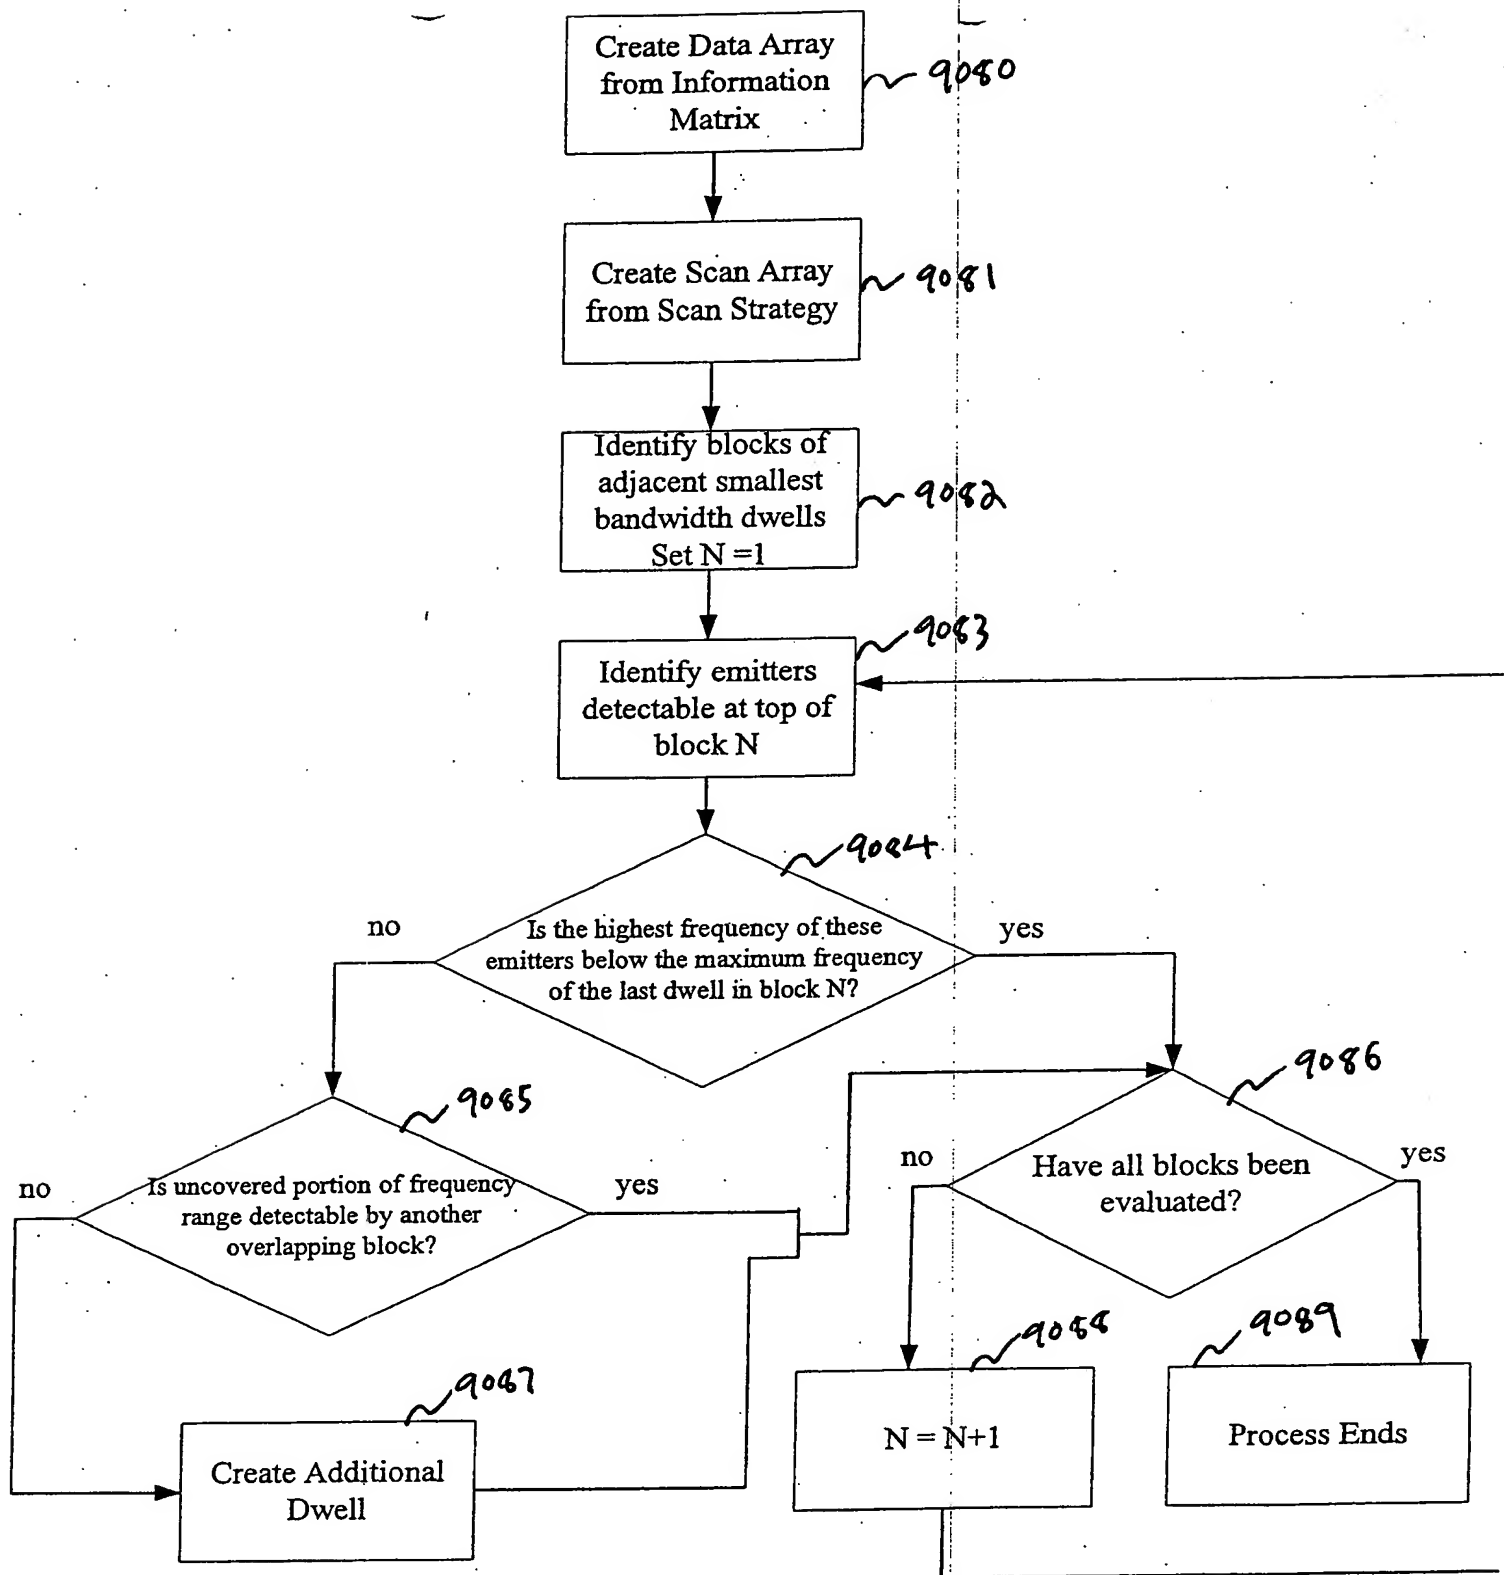 Create Data Array
from Information
Matrix
9080
Create Scan Array
from Scan Strategy
9081
Identify blocks of
adjacent smallest
bandwidth dwells
Set N =1
9082
9083
Identify emitters
detectable at top of
block N
9084
no
Is the highest frequency of these
emitters below the maximum frequency
of the last dwell in block N?
yes
9085
9086
no
Is uncovered portion of frequency
range detectable by another
overlapping block?
yes
no
Have all blocks been
evaluated?
yes
9087
9088
9089
Create Additional
Dwell
N = N+1
Process Ends